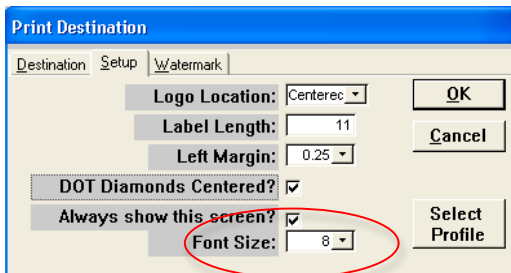 Print Destination
Destination Setup Watermark
Logo Location: Centerec OK
Label Length: 11
Cancel
Left Margin: 0.25
DOT Diamonds Centered?
Always show this screen?
Select Profile
Font Size: 8